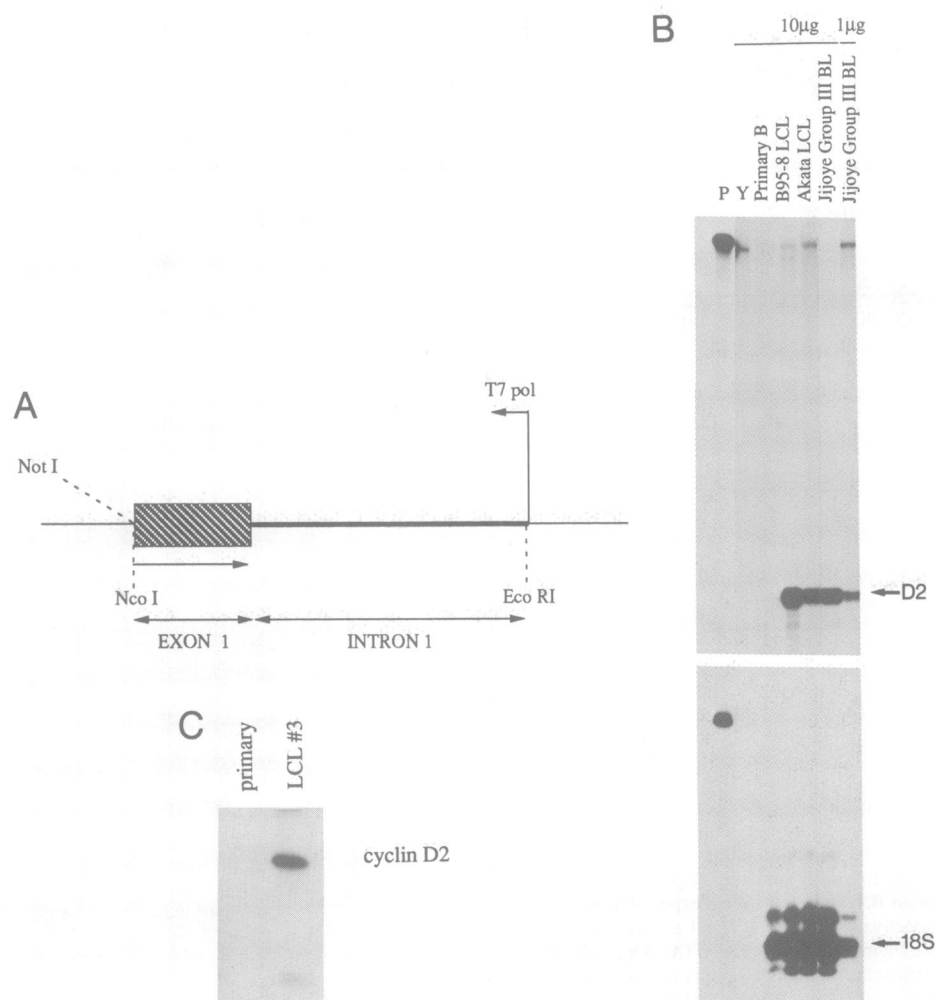 A
Not I
T7 pol
Nco I
Eco RI
EXON 1
INTRON 1
B
10µg
1µg
P
Y
Primary B
B95-8 LCL
Akata LCL
Jijoye Group III BL
Jijoye Group III BL
D2
18S
C
primary
LCL #3
cyclin D2